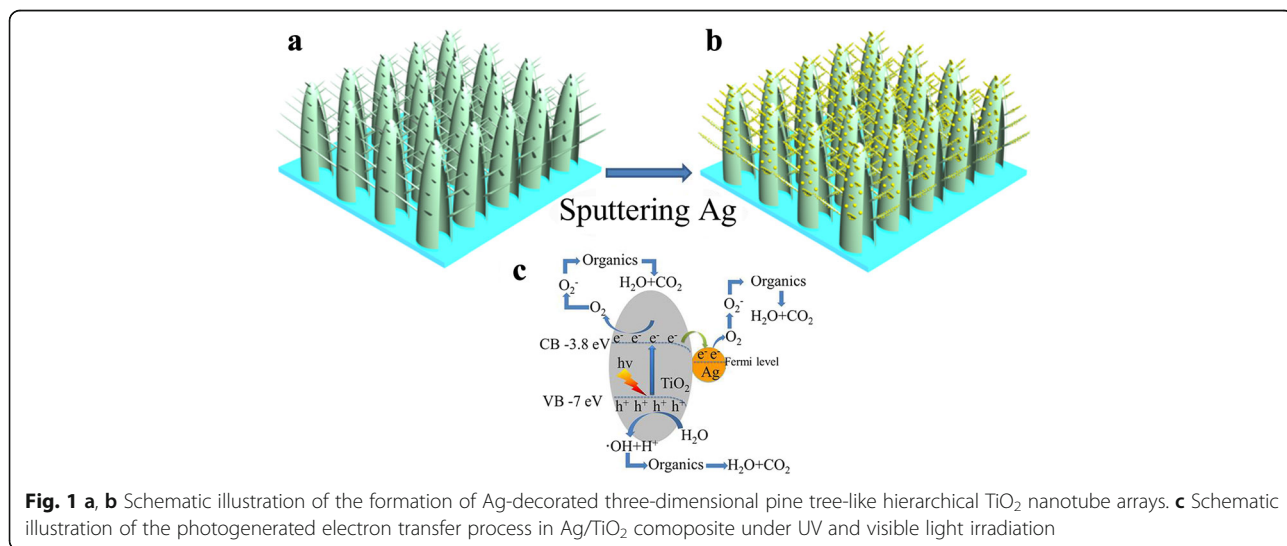 a
b
Sputtering Ag
c
Organics
H₂O+CO₂
O₂⁻
O₂
Organics
O₂⁻
H₂O+CO₂
O₂
CB -3.8 eV
e⁻ e⁻ e⁻ e⁻
e⁻ e⁻
Fermi level
Ag
hν
TiO₂
VB -7 eV
h⁺ h⁺ h⁺ h⁺
H₂O
·OH+H⁺
Organics
H₂O+CO₂
Fig. 1 a, b Schematic illustration of the formation of Ag-decorated three-dimensional pine tree-like hierarchical TiO₂ nanotube arrays. c Schematic
illustration of the photogenerated electron transfer process in Ag/TiO₂ comoposite under UV and visible light irradiation